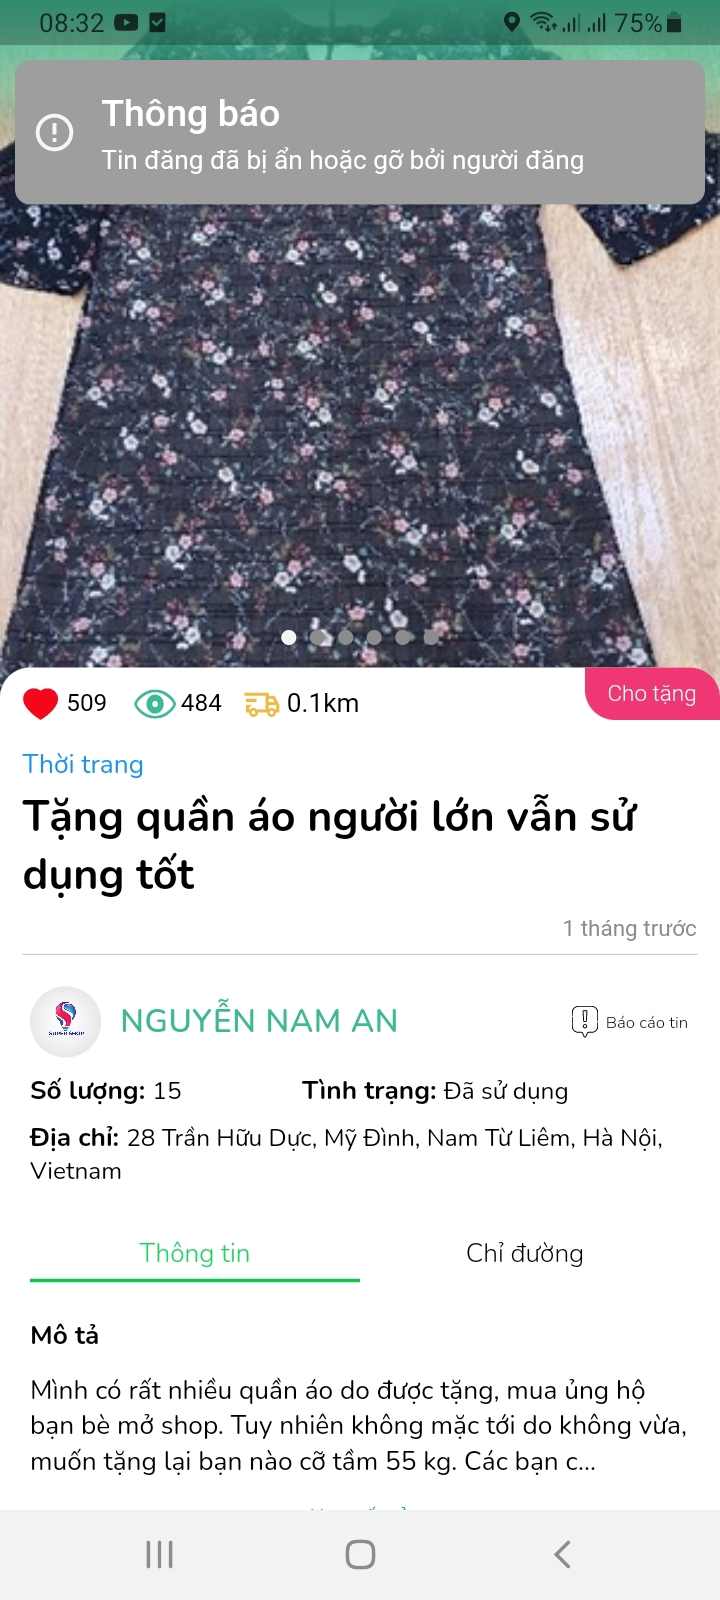 08:32
75%
Thông báo
Tin đăng đã bị ẩn hoặc gỡ bởi người đăng
509
484
0.1km
Cho tặng
Thời trang
Tặng quần áo người lớn vẫn sử
dụng tốt
1 tháng trước
SUPER SHOP
NGUYỄN NAM AN
Báo cáo tin
Số lượng: 15
Tình trạng: Đã sử dụng
Địa chỉ: 28 Trần Hữu Dực, Mỹ Đình, Nam Từ Liêm, Hà Nội,
Vietnam
Thông tin
Chỉ đường
Mô tả
Mình có rất nhiều quần áo do được tặng, mua ủng hộ
bạn bè mở shop. Tuy nhiên không mặc tới do không vừa,
muốn tặng lại bạn nào cỡ tầm 55 kg. Các bạn c...